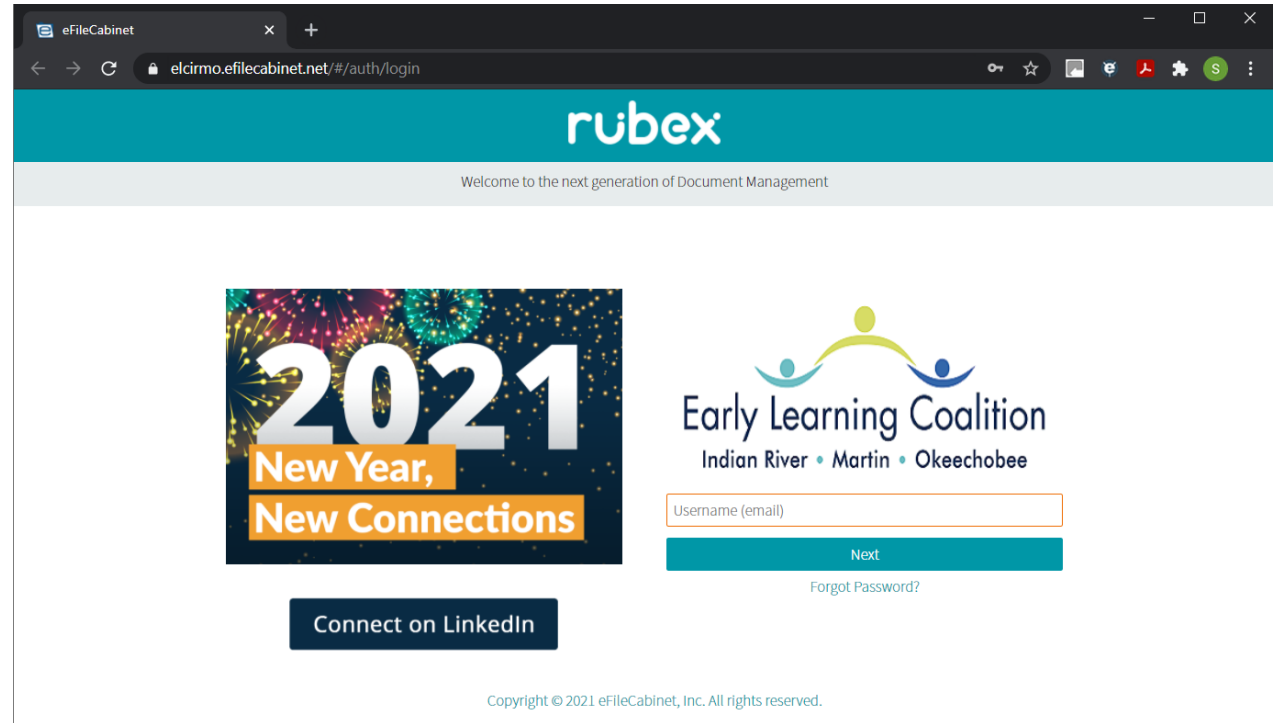 eFileCabinet
elcirmo.efilecabinet.net/#/auth/login
S
rubex
Welcome to the next generation of Document Management
2021
New Year,
New Connections
Connect on LinkedIn
Early Learning Coalition
Indian River • Martin • Okeechobee
Username (email)
Next
Forgot Password?
Copyright © 2021 eFileCabinet, Inc. All rights reserved.